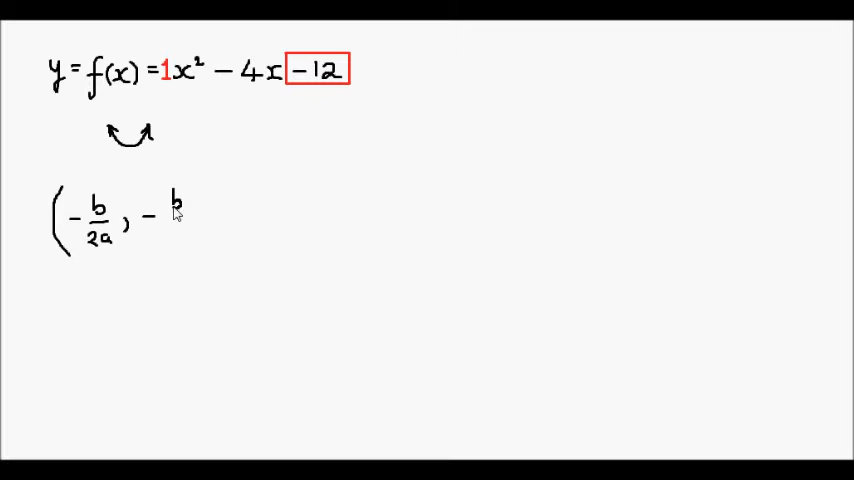 y = f(x) = 1x² - 4x - 12
(- b/2a, - b